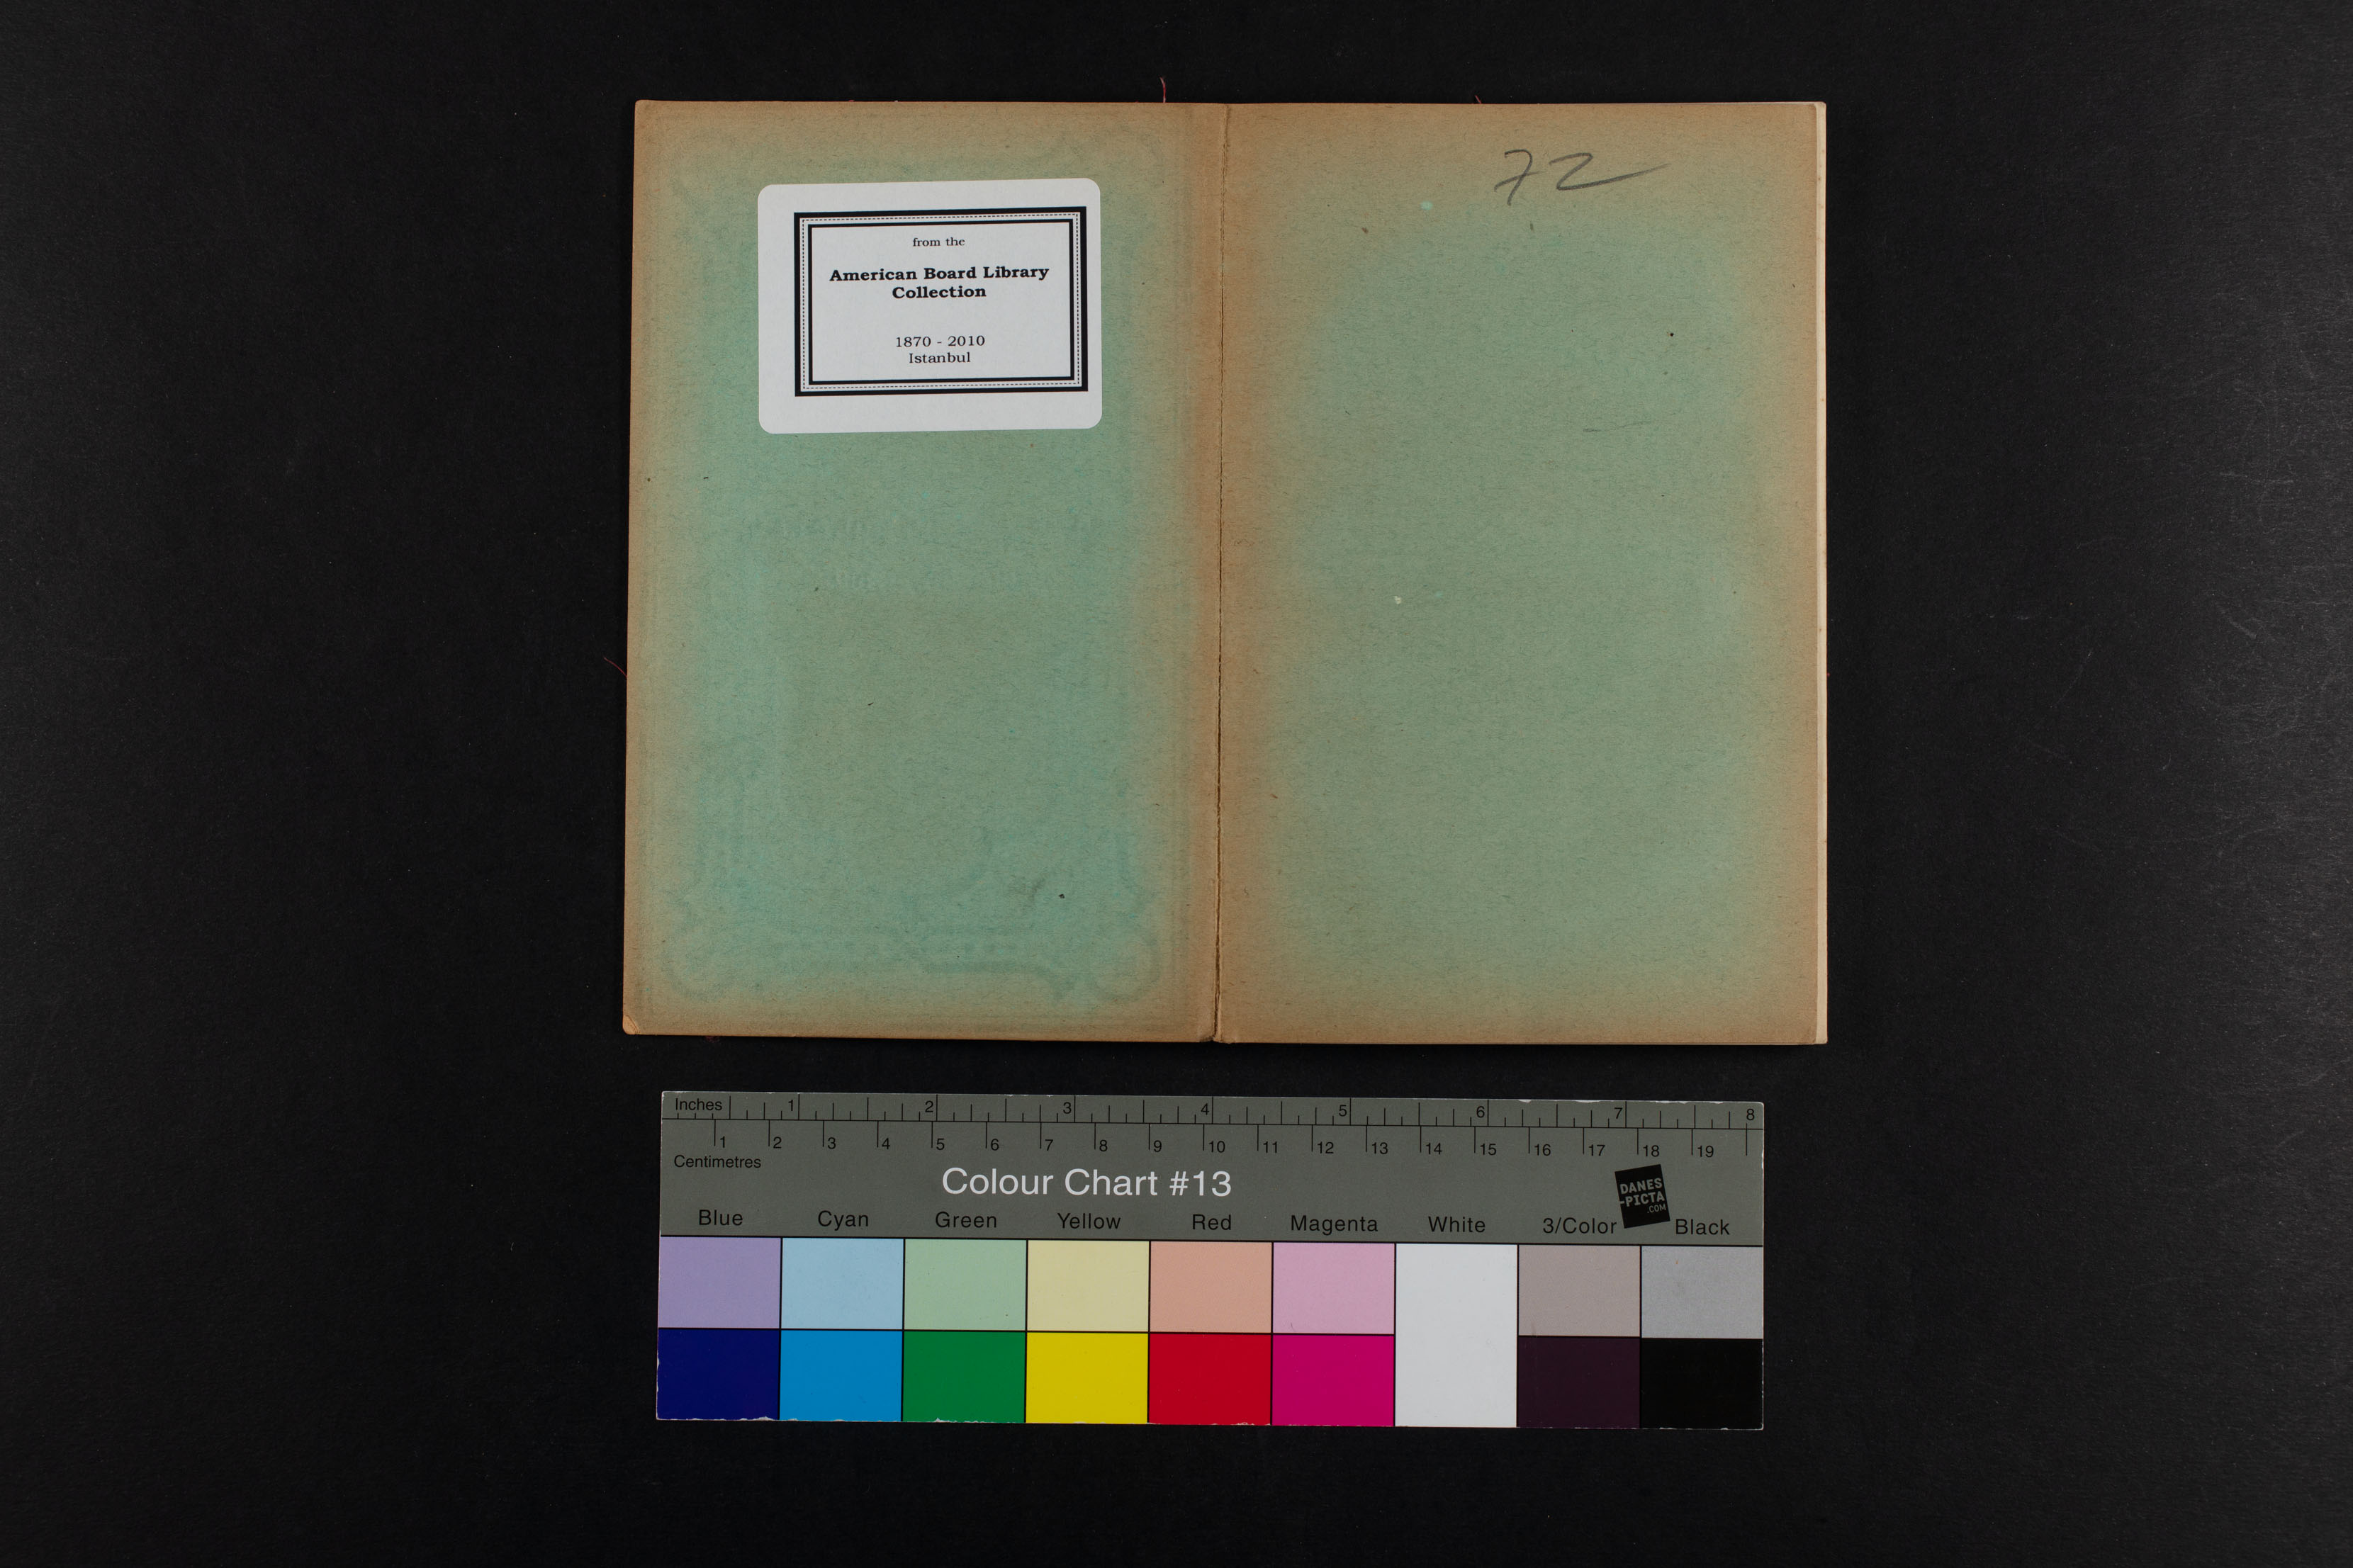 from the
American Board Library
Collection
1870 - 2010
Istanbul
72
Inches 1 2 3 4 5 6 7 8
1 2 3 4 5 6 7 8 9 10 11 12 13 14 15 16 17 18 19
Centimetres
Colour Chart #13
DANES
-PICTA
.COM
Blue Cyan Green Yellow Red Magenta White 3/Color Black